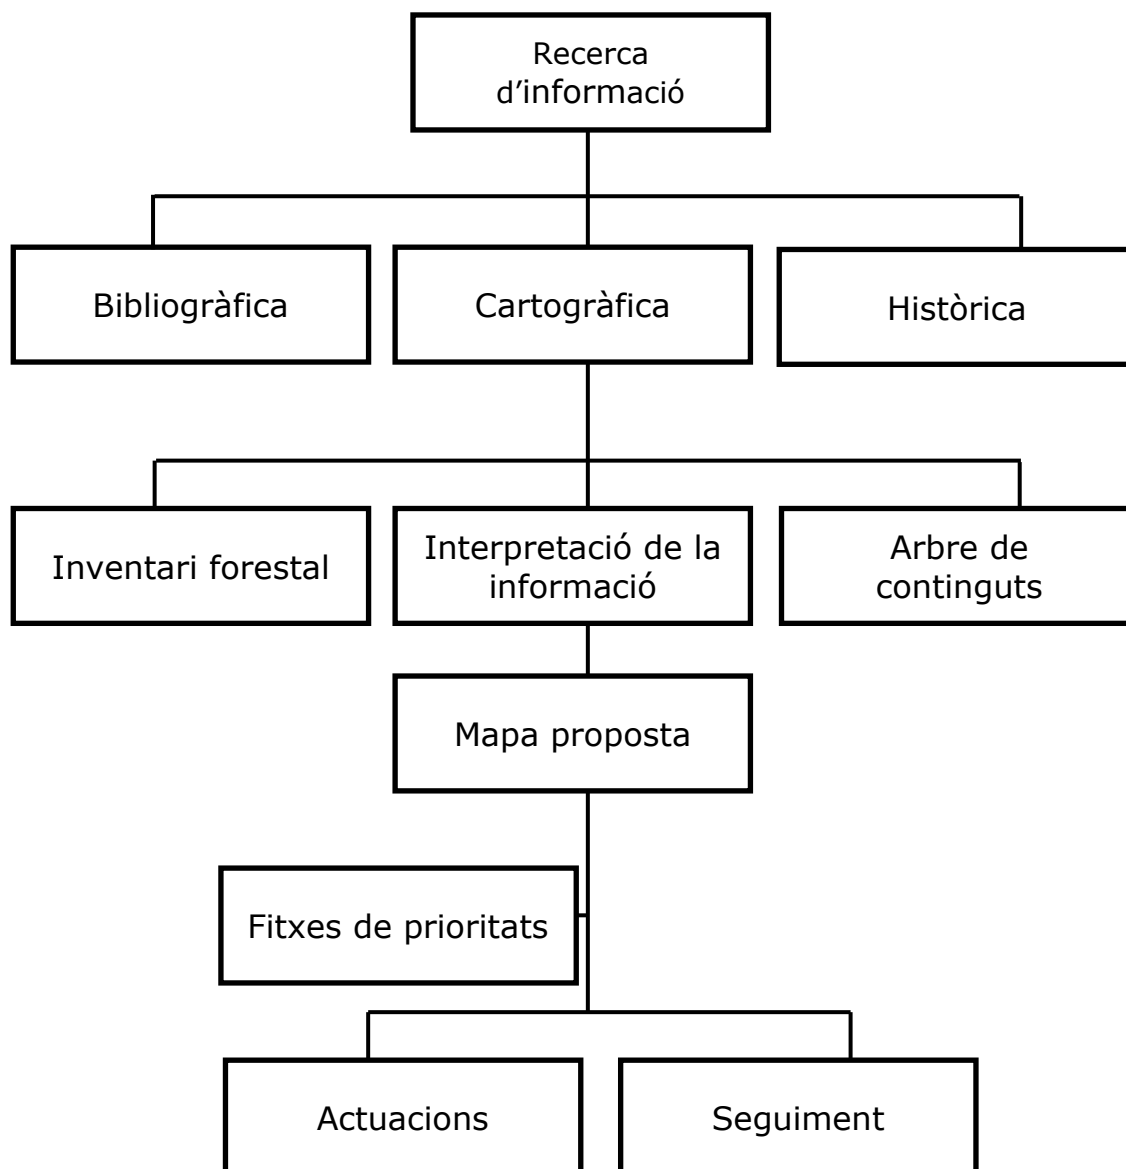 Recerca
d’informació
Bibliogràfica
Cartogràfica
Històrica
Inventari forestal
Interpretació de la
informació
Arbre de
continguts
Mapa proposta
Fitxes de prioritats
Actuacions
Seguiment